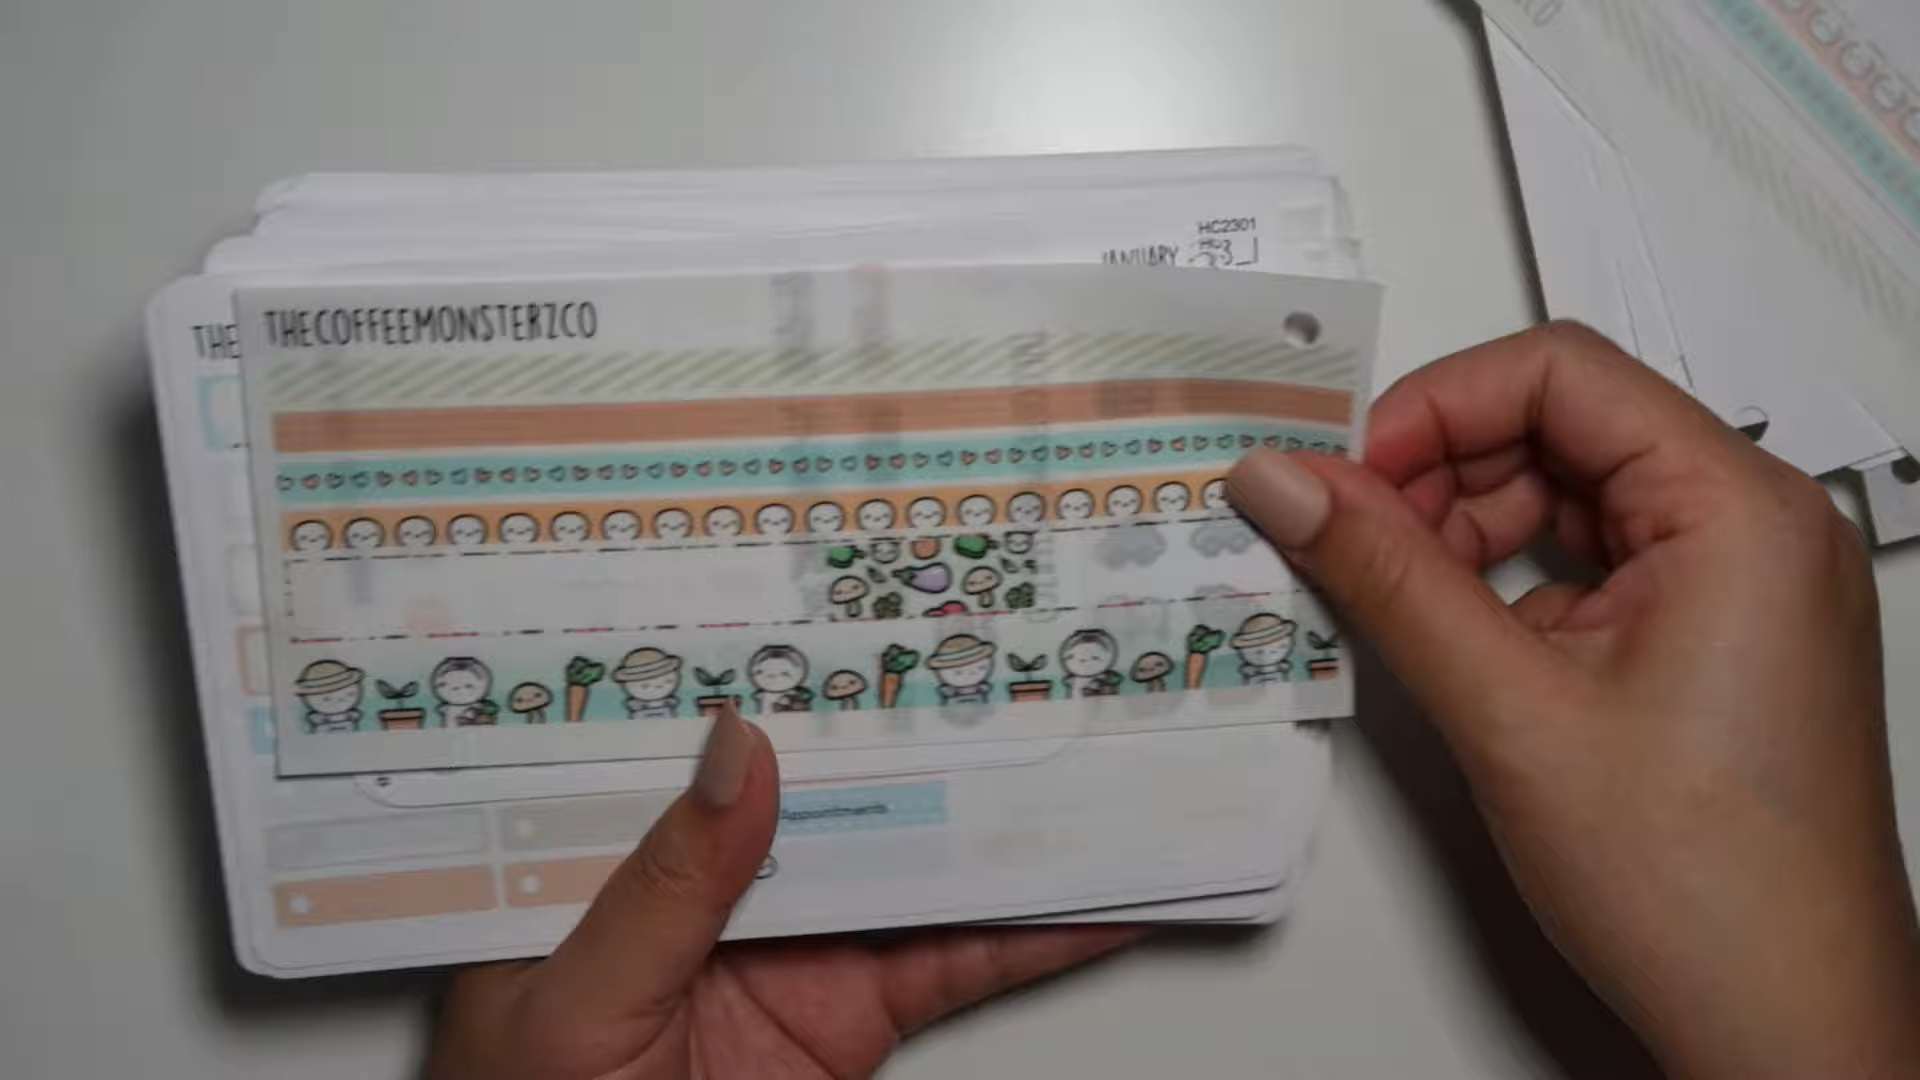 HC2301
JANUARY
THE
THECOFFEEMONSTERZCO
Appointments